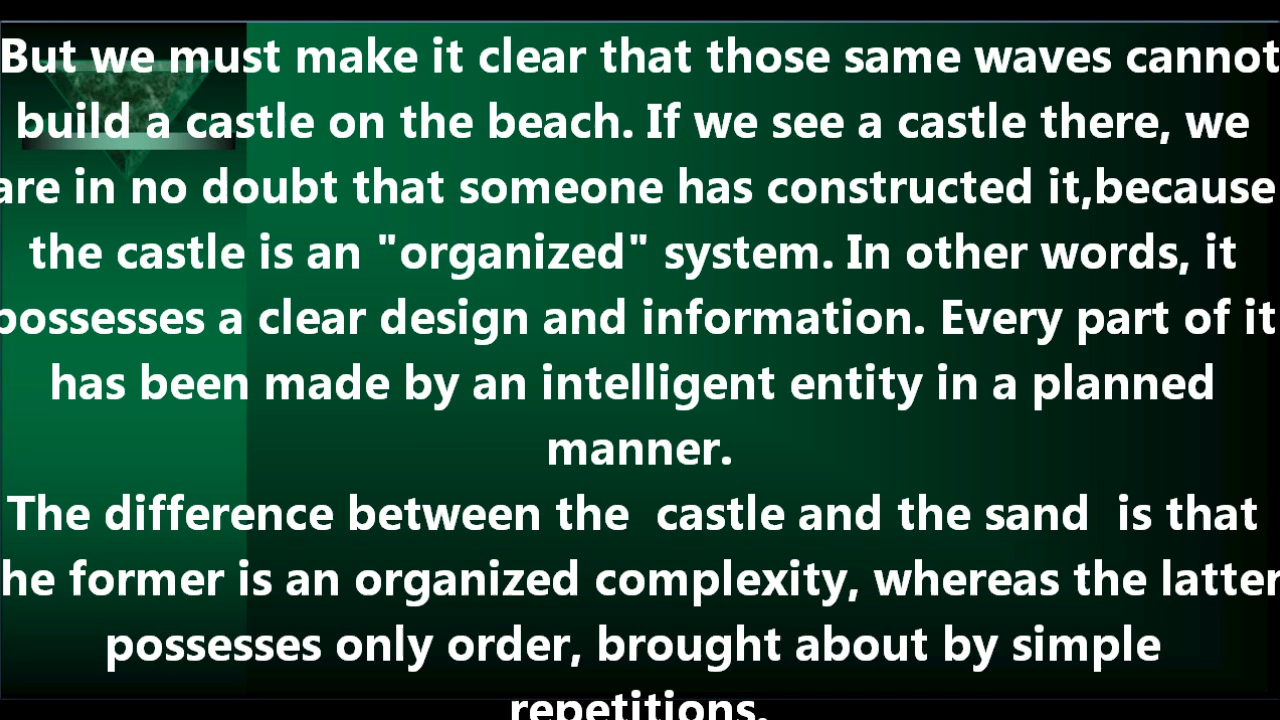 But we must make it clear that those same waves cannot
build a castle on the beach. If we see a castle there, we
are in no doubt that someone has constructed it,because
the castle is an "organized" system. In other words, it
possesses a clear design and information. Every part of it
has been made by an intelligent entity in a planned
manner.
The difference between the  castle and the sand  is that
he former is an organized complexity, whereas the latter
possesses only order, brought about by simple
repetitions.